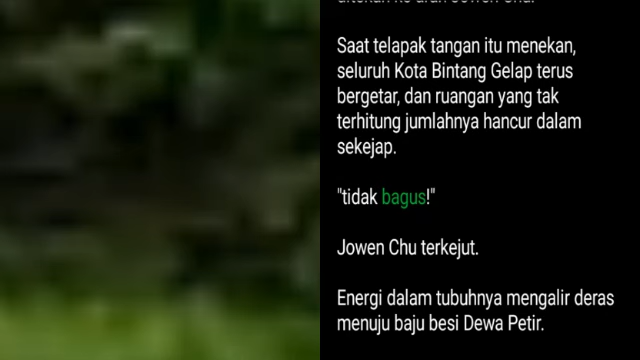 Saat telapak tangan itu menekan,
seluruh Kota Bintang Gelap terus
bergetar, dan ruangan yang tak
terhitung jumlahnya hancur dalam
sekejap.
"tidak bagus!"
Jowen Chu terkejut.
Energi dalam tubuhnya mengalir deras
menuju baju besi Dewa Petir.